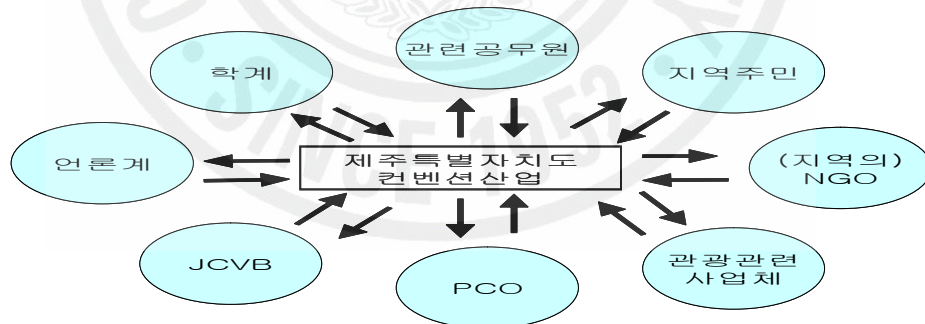 관련공무원
학계
지역주민
언론계
제주특별자치도
컨벤션산업
(지역의)
NGO
JCVB
PCO
관광관련
사업체